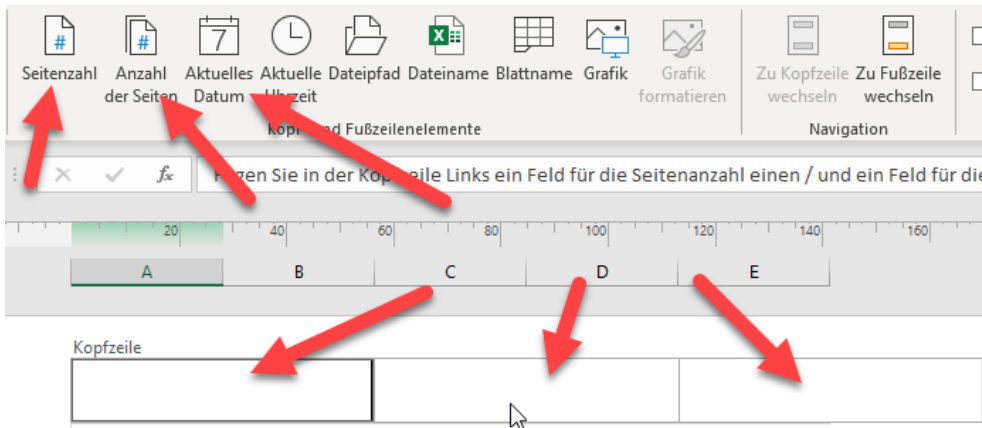 Seitenzahl Anzahl Aktuelles Aktuelle Dateipfad Dateiname Blattname Grafik Grafik Zu Kopfzeile Zu Fußzeile
der Seiten Datum Uhrzeit formatieren wechseln wechseln
Kopf- und Fußzeilenelemente Navigation
fx Fügen Sie in der Kopfzeile Links ein Feld für die Seitenanzahl einen / und ein Feld für die
20 40 60 80 100 120 140 160
A B C D E
Kopfzeile